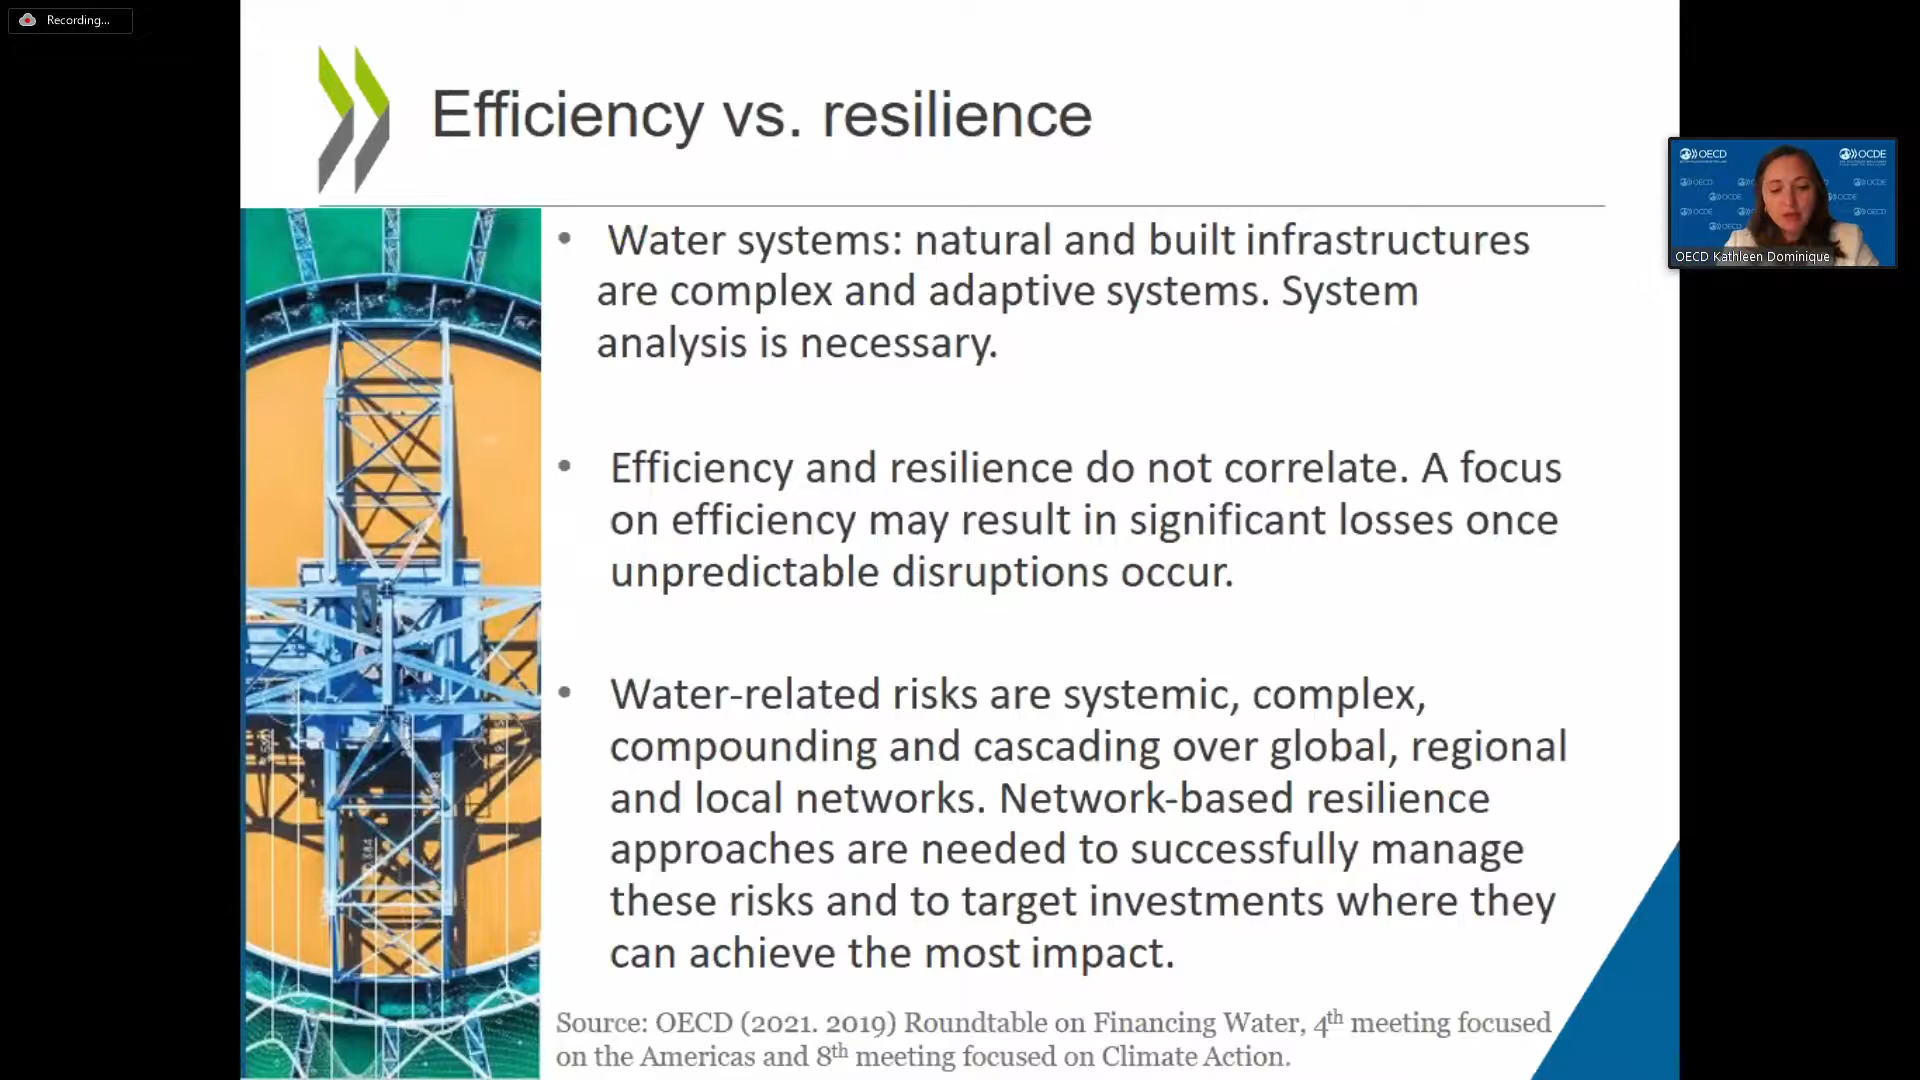 Recording...
Efficiency vs. resilience
OECD
OCDE
OECD Kathleen Dominique
• Water systems: natural and built infrastructures
are complex and adaptive systems. System
analysis is necessary.
• Efficiency and resilience do not correlate. A focus
on efficiency may result in significant losses once
unpredictable disruptions occur.
• Water-related risks are systemic, complex,
compounding and cascading over global, regional
and local networks. Network-based resilience
approaches are needed to successfully manage
these risks and to target investments where they
can achieve the most impact.
Source: OECD (2021. 2019) Roundtable on Financing Water, 4th meeting focused
on the Americas and 8th meeting focused on Climate Action.